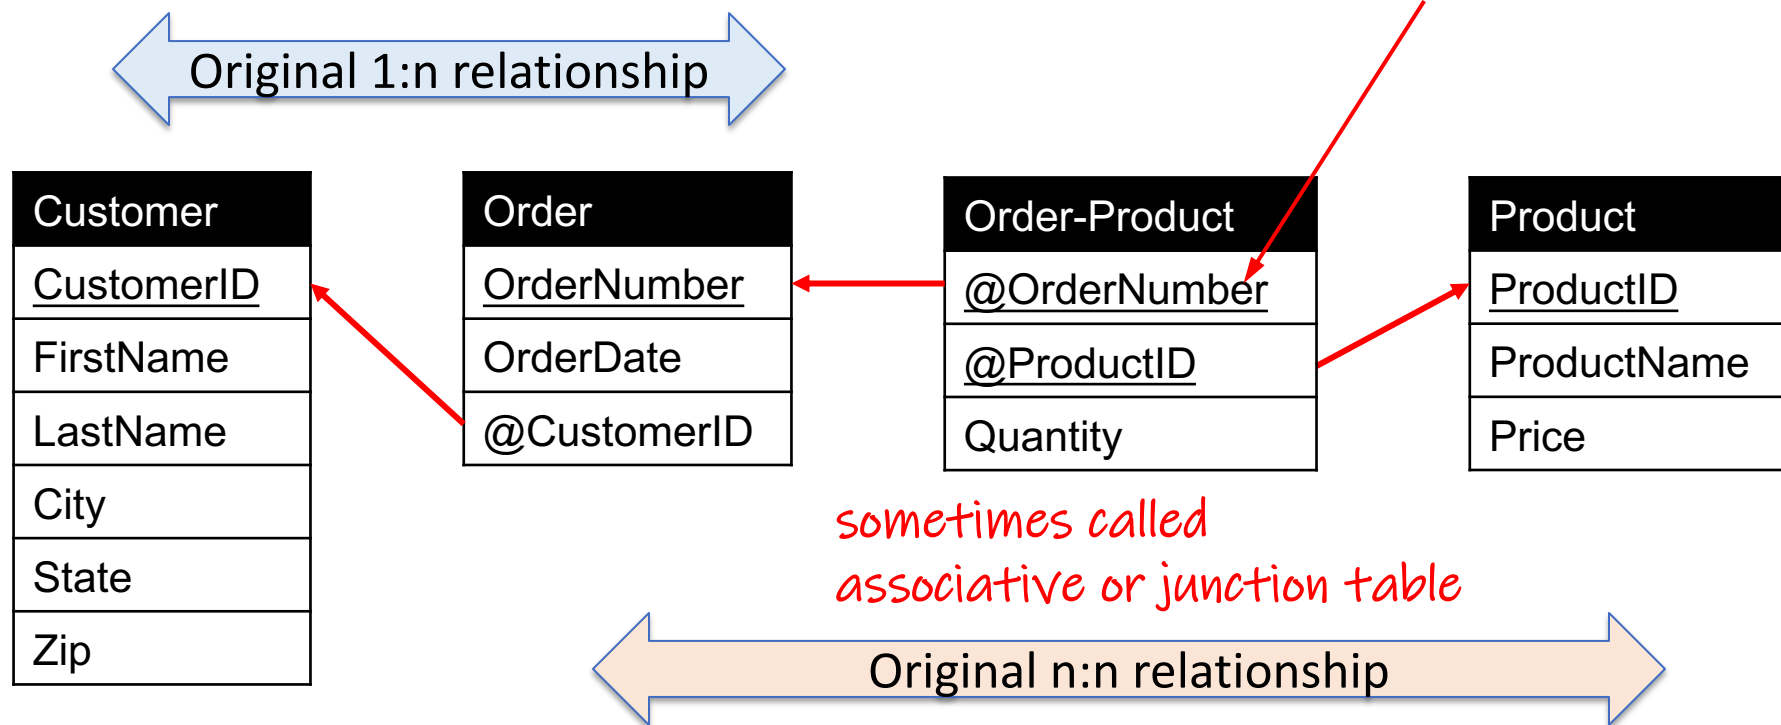 Original 1:n relationship
Customer
CustomerID
FirstName
LastName
City
State
Zip
Order
OrderNumber
OrderDate
@CustomerID
Order-Product
@OrderNumber
@ProductID
Quantity
Product
ProductID
ProductName
Price
sometimes called
associative or junction table
Original n:n relationship